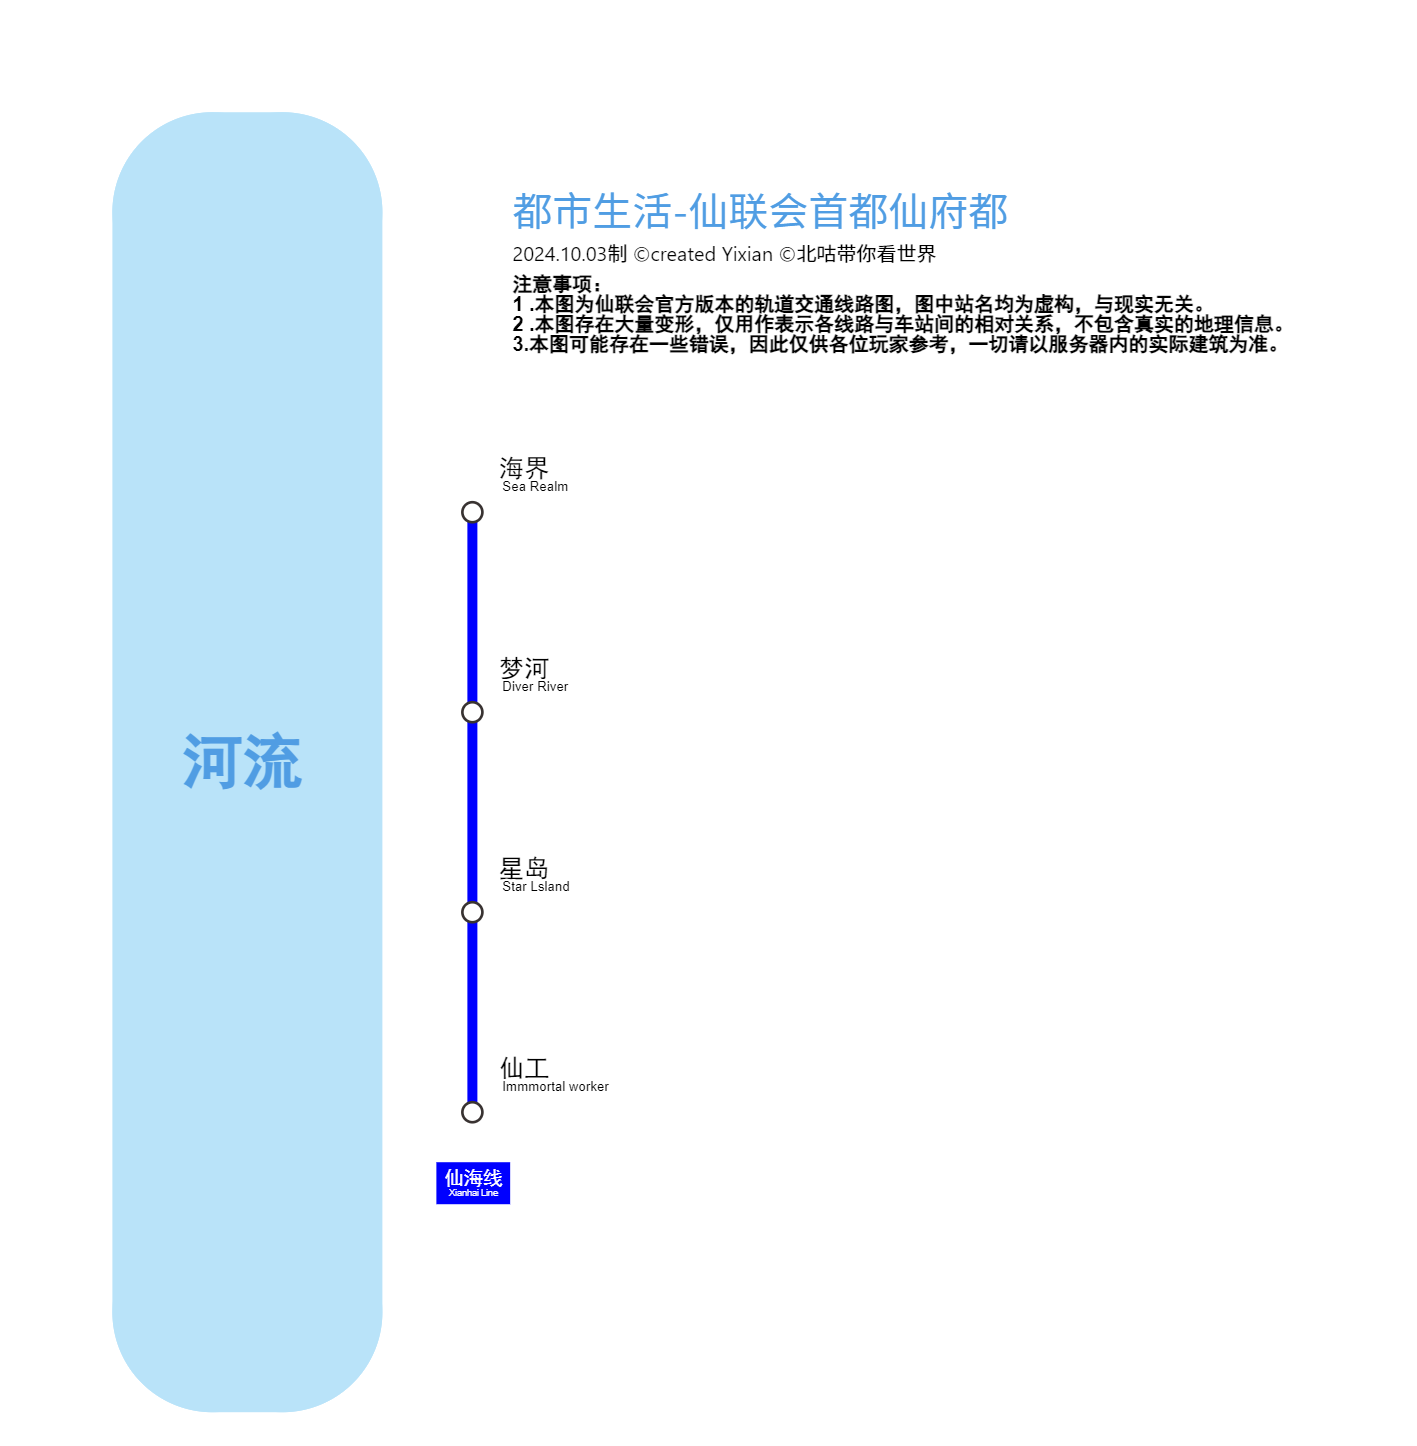 都市生活-仙联会首都仙府都
2024.10.03制 ©created Yixian ©北咕带你看世界
注意事项：
1 .本图为仙联会官方版本的轨道交通线路图，图中站名均为虚构，与现实无关。
2 .本图存在大量变形，仅用作表示各线路与车站间的相对关系，不包含真实的地理信息。
3.本图可能存在一些错误，因此仅供各位玩家参考，一切请以服务器内的实际建筑为准。
海界
Sea Realm
梦河
Diver River
河流
星岛
Star Lsland
仙工
Immmortal worker
仙海线
Xianhai Line